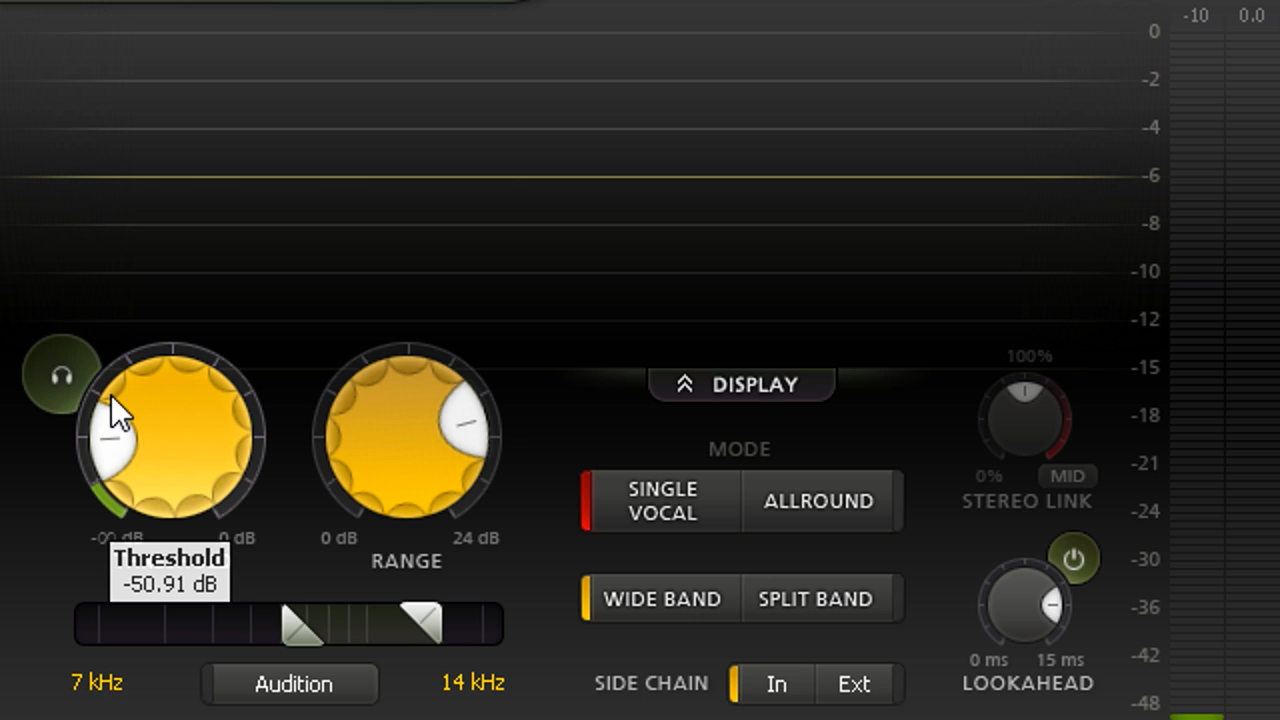 -10 0.0
0
-2
-4
-6
-8
-10
-12
-15
-18
-21
-24
-30
-36
-42
-48
DISPLAY
100%
MODE
0% MID
STEREO LINK
SINGLE
VOCAL
ALLROUND
-∞ dB 0 dB
0 dB 24 dB
RANGE
Threshold
-50.91 dB
WIDE BAND SPLIT BAND
0 ms 15 ms
LOOKAHEAD
7 kHz Audition 14 kHz
SIDE CHAIN In Ext